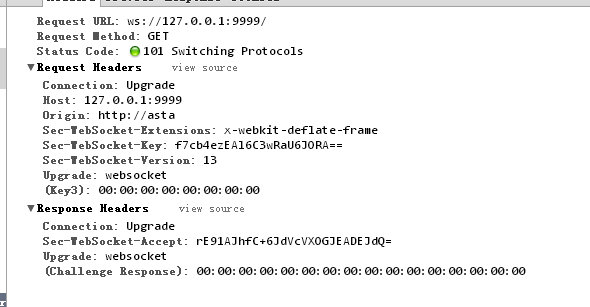 Request URL: ws://127.0.0.1:9999/
Request Method: GET
Status Code: 101 Switching Protocols
Request Headers view source
Connection: Upgrade
Host: 127.0.0.1:9999
Origin: http://asta
Sec-WebSocket-Extensions: x-webkit-deflate-frame
Sec-WebSocket-Key: f7cb4ezEAl6C3wRaU6JORA==
Sec-WebSocket-Version: 13
Upgrade: websocket
(Key3): 00:00:00:00:00:00:00:00
Response Headers view source
Connection: Upgrade
Sec-WebSocket-Accept: rE91AJhfC+6JdVcVXOGJEADEJdQ=
Upgrade: websocket
(Challenge Response): 00:00:00:00:00:00:00:00:00:00:00:00:00:00:00:00